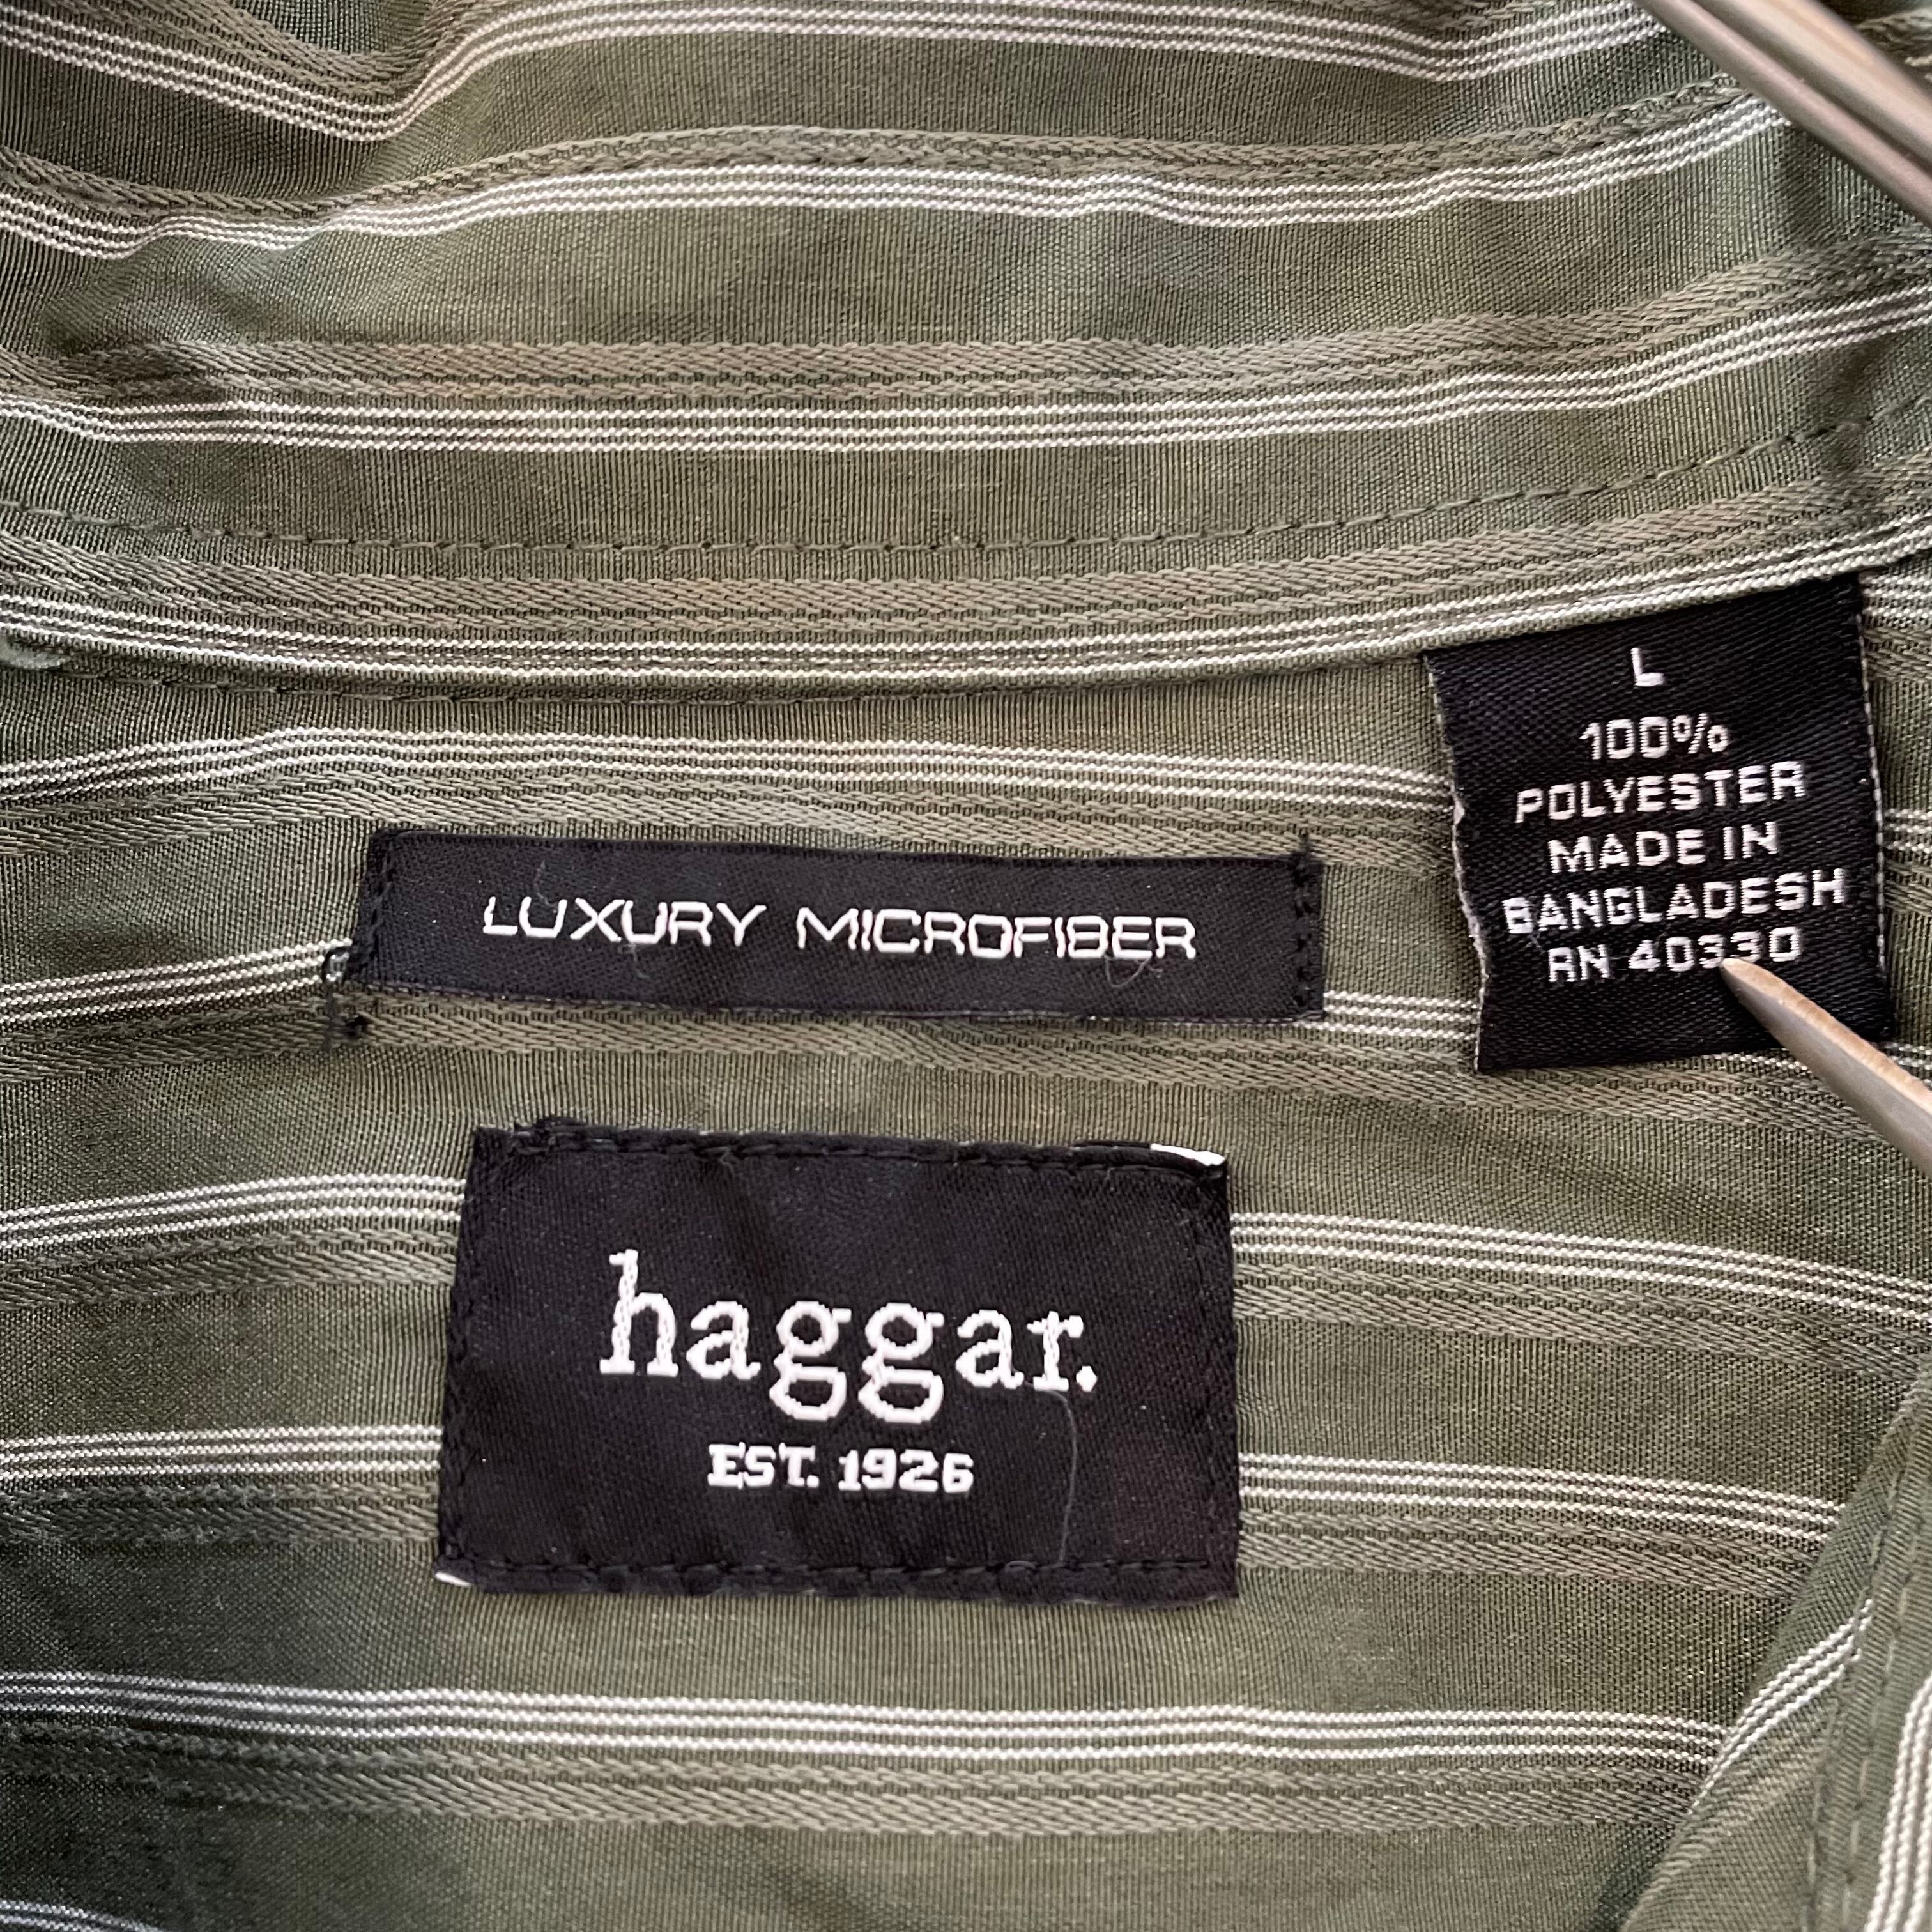 L
100%
POLYESTER
MADE IN
BANGLADESH
RN 40330
LUXURY MICROFIBER
haggar.
EST. 1926